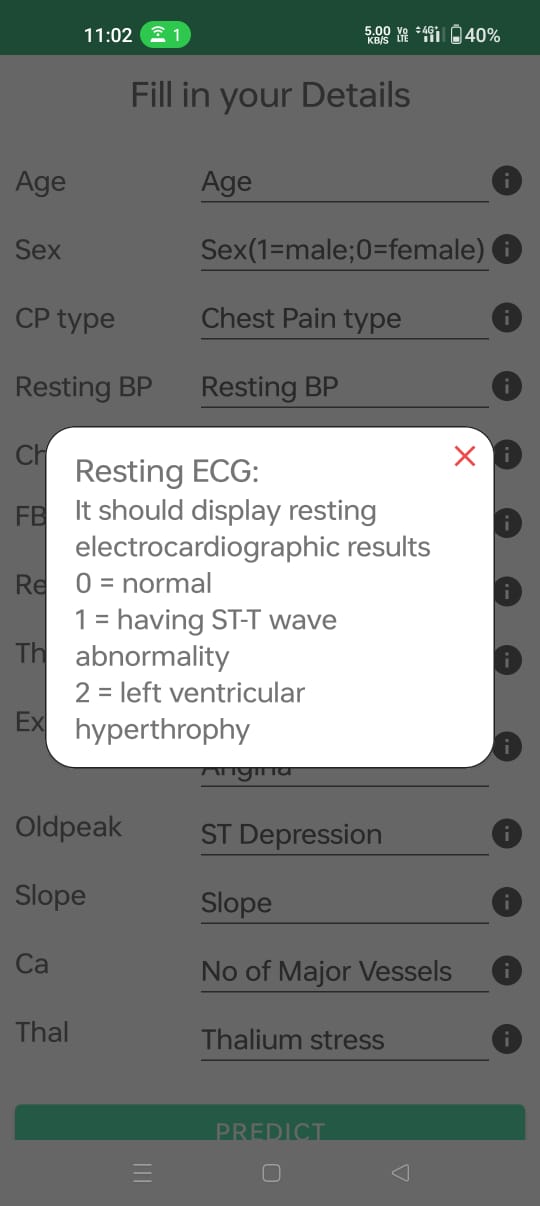 11:02
1
5.00 KB/S
Vo LTE
4G+
40%
Fill in your Details
Age
Age
Sex
Sex(1=male;0=female)
CP type
Chest Pain type
Resting BP
Resting BP
Ch
FB
Re
Th
Ex
Resting ECG:
It should display resting
electrocardiographic results
0 = normal
1 = having ST-T wave
abnormality
2 = left ventricular
hyperthrophy
Angina
Oldpeak
ST Depression
Slope
Slope
Ca
No of Major Vessels
Thal
Thalium stress
PREDICT